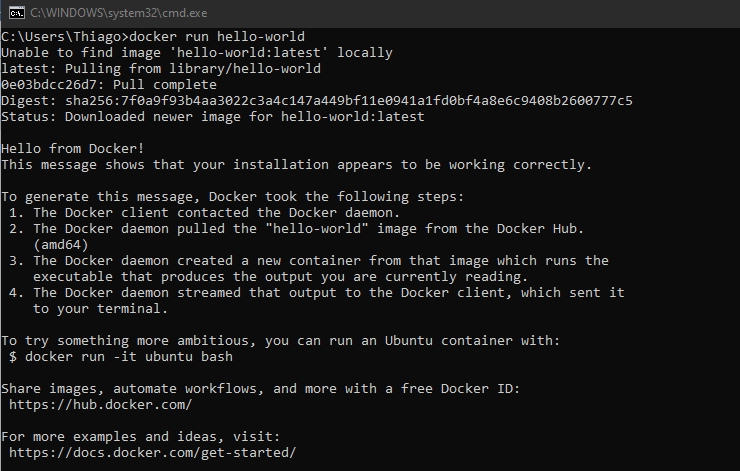 C:\WINDOWS\system32\cmd.exe
C:\Users\Thiago>docker run hello-world
Unable to find image 'hello-world:latest' locally
latest: Pulling from library/hello-world
0e03bdcc26d7: Pull complete
Digest: sha256:7f0a9f93b4aa3022c3a4c147a449bf11e0941a1fd0bf4a8e6c9408b2600777c5
Status: Downloaded newer image for hello-world:latest
Hello from Docker!
This message shows that your installation appears to be working correctly.
To generate this message, Docker took the following steps:
1. The Docker client contacted the Docker daemon.
2. The Docker daemon pulled the "hello-world" image from the Docker Hub.
(amd64)
3. The Docker daemon created a new container from that image which runs the
executable that produces the output you are currently reading.
4. The Docker daemon streamed that output to the Docker client, which sent it
to your terminal.
To try something more ambitious, you can run an Ubuntu container with:
$ docker run -it ubuntu bash
Share images, automate workflows, and more with a free Docker ID:
https://hub.docker.com/
For more examples and ideas, visit:
https://docs.docker.com/get-started/